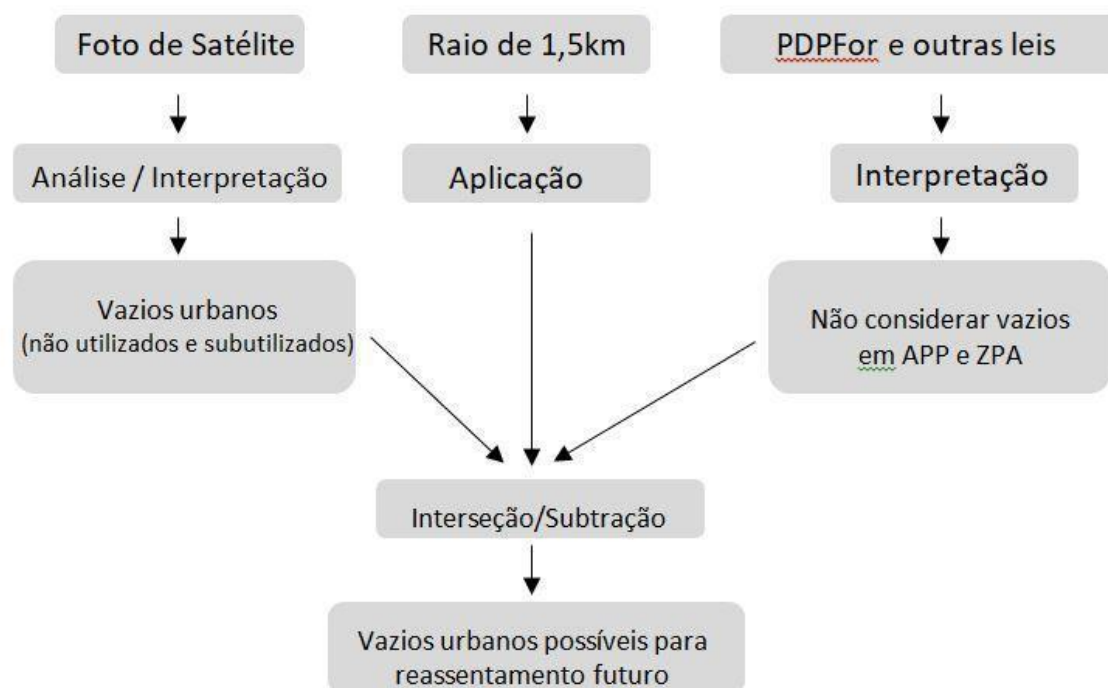 Foto de Satélite
Raio de 1,5km
PDPFor e outras leis
Análise / Interpretação
Aplicação
Interpretação
Vazios urbanos
(não utilizados e subutilizados)
Não considerar vazios
em APP e ZPA
Interseção/Subtração
Vazios urbanos possíveis para
reassentamento futuro